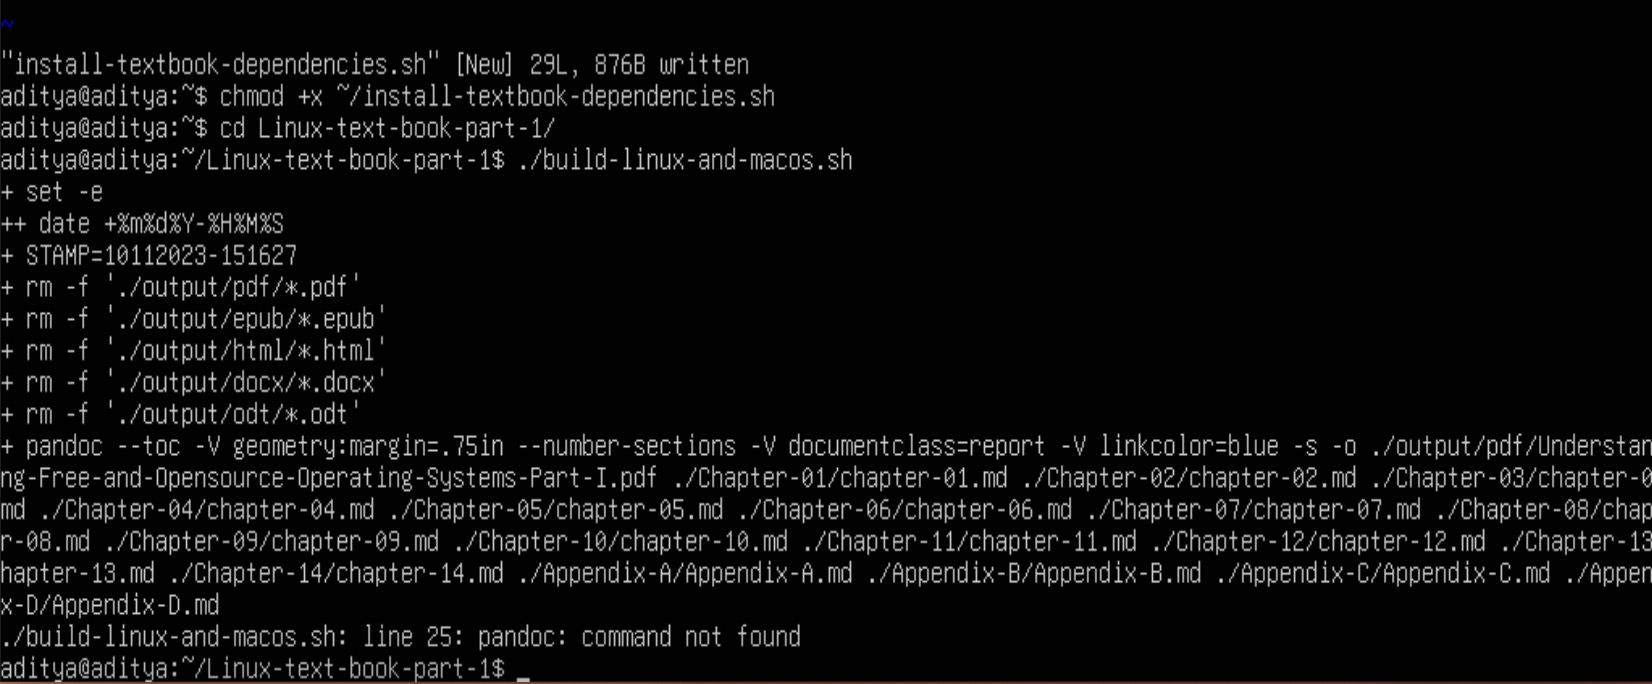 ~
"install-textbook-dependencies.sh" [New] 29L, 876B written
aditya@aditya:~$ chmod +x ~/install-textbook-dependencies.sh
aditya@aditya:~$ cd Linux-text-book-part-1/
aditya@aditya:~/Linux-text-book-part-1$ ./build-linux-and-macos.sh
+ set -e
++ date +%m%d%Y-%H%M%S
+ STAMP=10112023-151627
+ rm -f './output/pdf/*.pdf'
+ rm -f './output/epub/*.epub'
+ rm -f './output/html/*.html'
+ rm -f './output/docx/*.docx'
+ rm -f './output/odt/*.odt'
+ pandoc --toc -V geometry:margin=.75in --number-sections -V documentclass=report -V linkcolor=blue -s -o ./output/pdf/Understan
ng-Free-and-Opensource-Operating-Systems-Part-I.pdf ./Chapter-01/chapter-01.md ./Chapter-02/chapter-02.md ./Chapter-03/chapter-0
md ./Chapter-04/chapter-04.md ./Chapter-05/chapter-05.md ./Chapter-06/chapter-06.md ./Chapter-07/chapter-07.md ./Chapter-08/chap
r-08.md ./Chapter-09/chapter-09.md ./Chapter-10/chapter-10.md ./Chapter-11/chapter-11.md ./Chapter-12/chapter-12.md ./Chapter-13
hapter-13.md ./Chapter-14/chapter-14.md ./Appendix-A/Appendix-A.md ./Appendix-B/Appendix-B.md ./Appendix-C/Appendix-C.md ./Appen
x-D/Appendix-D.md
./build-linux-and-macos.sh: line 25: pandoc: command not found
aditya@aditya:~/Linux-text-book-part-1$ _